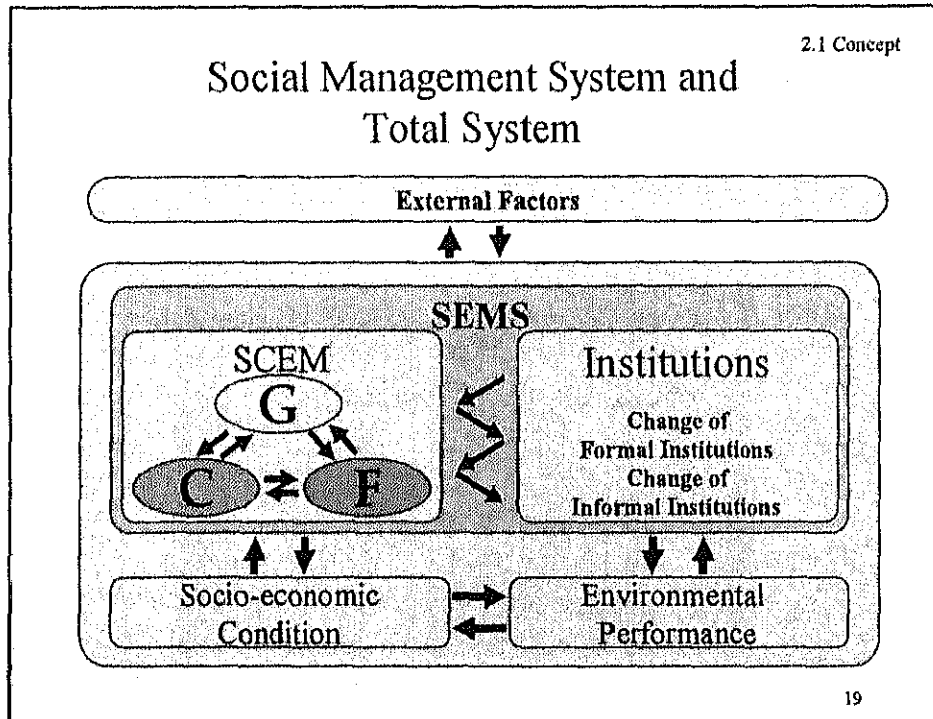 2.1 Concept
Social Management System and
Total System
External Factors
SEMS
SCEM
G
C
F
Institutions
Change of
Formal Institutions
Change of
Informal Institutions
Socio-economic
Condition
Environmental
Performance
19